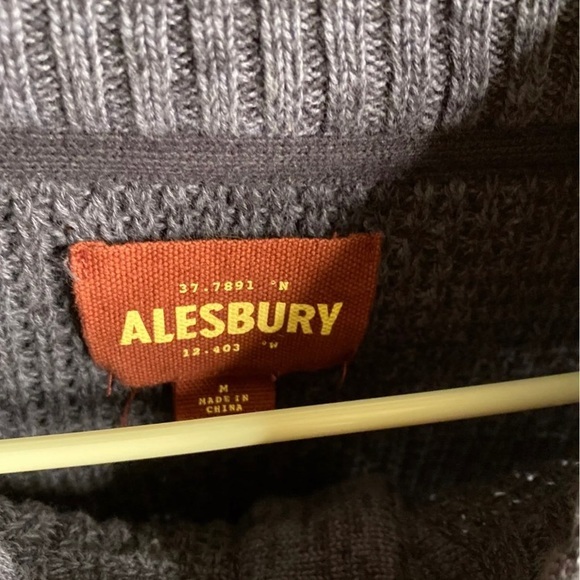 37.7891 °N
ALESBURY
12.403 °W
M
MADE IN
CHINA